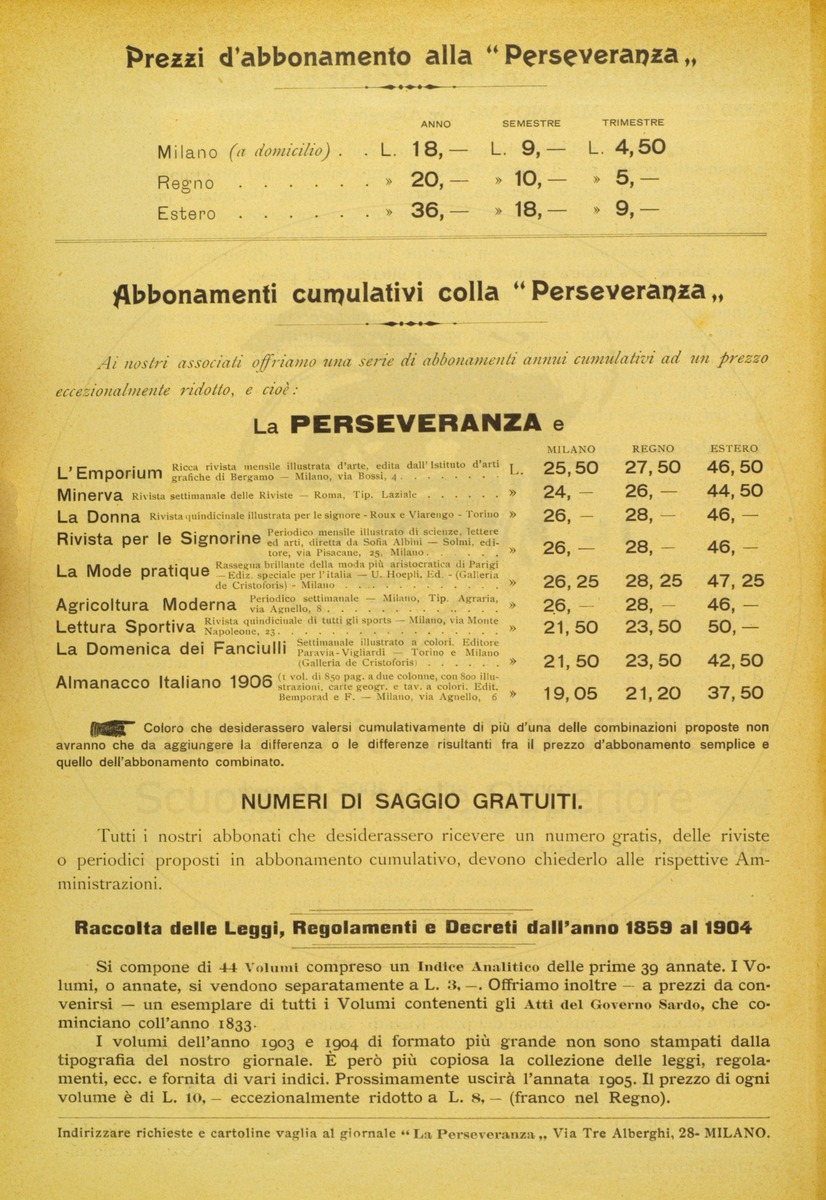 Prezzi d'abbonamento alla “Perseveranza„
ANNO SEMESTRE TRIMESTRE
Milano (a domicilio) . . L. 18,— L. 9,— L. 4,50
Regno . . . . . . » 20,— » 10,— » 5,—
Estero . . . . . . » 36,— » 18,— » 9,—
Abbonamenti cumulativi colla “Perseveranza„
Ai nostri associati offriamo una serie di abbonamenti annui cumulativi ad un prezzo
eccezionalmente ridotto, e cioè:
La PERSEVERANZA e
MILANO REGNO ESTERO
L'Emporium Ricca rivista mensile illustrata d'arte, edita dall'Istituto d'arti
grafiche di Bergamo — Milano, via Bossi, 4 . . . . . . . . L. 25,50 27,50 46,50
Minerva Rivista settimanale delle Riviste — Roma, Tip. Laziale . . . . . . » 24, — 26, — 44,50
La Donna Rivista quindicinale illustrata per le signore - Roux e Viarengo - Torino » 26, — 28, — 46, —
Rivista per le Signorine Periodico mensile illustrato di scienze, lettere
ed arti, diretta da Sofia Albini — Solmi, edi-
tore, via Pisacane, 25, Milano . . . . . » 26, — 28, — 46, —
La Mode pratique Rassegna brillante della moda più aristocratica di Parigi
— Ediz. speciale per l'italia — U. Hoepli, Ed. - (Galleria
de Cristoforis) - Milano . . . . . . . . . . . » 26,25 28,25 47,25
Agricoltura Moderna Periodico settimanale — Milano, Tip. Agraria,
via Agnello, 8 . . . . . . . . . . . . » 26, — 28, — 46, —
Lettura Sportiva Rivista quindicinale di tutti gli sports — Milano, via Monte
Napoleone, 23 . . . . . . . . . . . . . . » 21,50 23,50 50, —
La Domenica dei Fanciulli Settimanale illustrato a colori. Editore
Paravia-Vigliardi — Torino e Milano
(Galleria de Cristoforis) . . . . . . » 21,50 23,50 42,50
Almanacco Italiano 1906 (1 vol. di 850 pag. a due colonne, con 800 illu-
strazioni, carte geogr. e tav. a colori. Edit.
Bemporad e F. — Milano, via Agnello, 6 » 19,05 21,20 37,50
Coloro che desiderassero valersi cumulativamente di più d'una delle combinazioni proposte non
avranno che da aggiungere la differenza o le differenze risultanti fra il prezzo d'abbonamento semplice e
quello dell'abbonamento combinato.
NUMERI DI SAGGIO GRATUITI.
Tutti i nostri abbonati che desiderassero ricevere un numero gratis, delle riviste
o periodici proposti in abbonamento cumulativo, devono chiederlo alle rispettive Am-
ministrazioni.
Raccolta delle Leggi, Regolamenti e Decreti dall'anno 1859 al 1904
Si compone di 44 Volumi compreso un Indice Analitico delle prime 39 annate. I Vo-
lumi, o annate, si vendono separatamente a L. 3, —. Offriamo inoltre — a prezzi da con-
venirsi — un esemplare di tutti i Volumi contenenti gli Atti del Governo Sardo, che co-
minciano coll'anno 1833.
I volumi dell'anno 1903 e 1904 di formato più grande non sono stampati dalla
tipografia del nostro giornale. È però più copiosa la collezione delle leggi, regola-
menti, ecc. e fornita di vari indici. Prossimamente uscirà l'annata 1905. Il prezzo di ogni
volume è di L. 10, — eccezionalmente ridotto a L. 8, — (franco nel Regno).
Indirizzare richieste e cartoline vaglia al giornale “La Perseveranza„ Via Tre Alberghi, 28- MILANO.